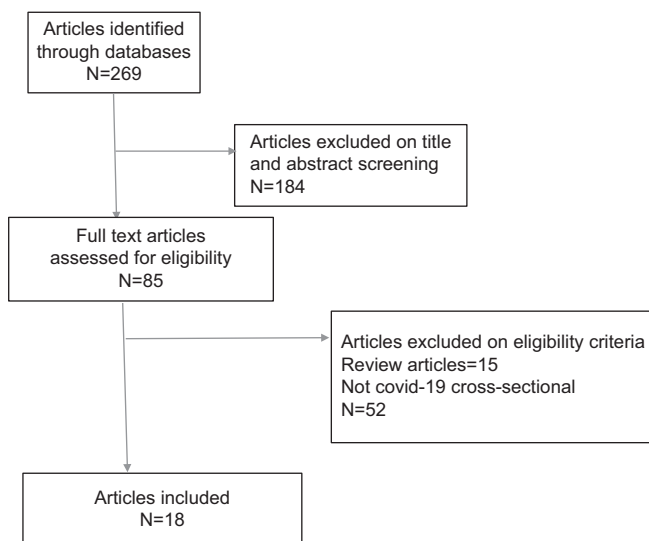 Articles identified
through databases
N=269
Articles excluded on title
and abstract screening
N=184
Full text articles
assessed for eligibility
N=85
Articles excluded on eligibility criteria
Review articles=15
Not covid-19 cross-sectional
N=52
Articles included
N=18